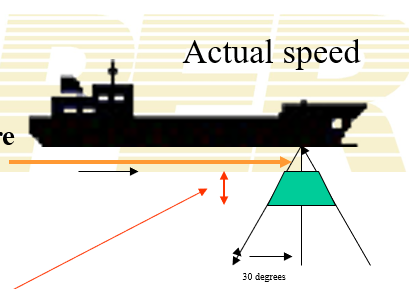 Actual speed
re
30 degrees